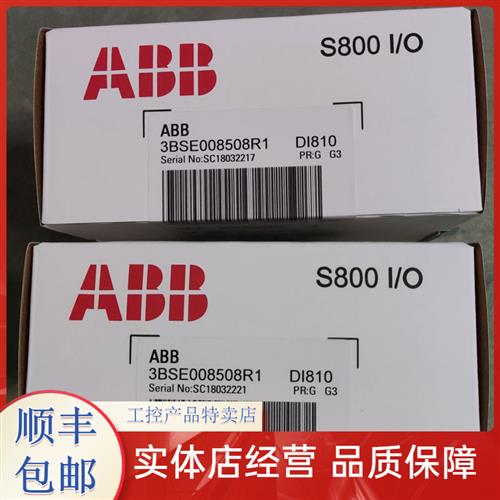 ABB
S800 I/O
ABB
3BSE008508R1 DI810
Serial No:SC18032217 PR:G G3
ABB
S800 I/O
ABB
3BSE008508R1 DI810
Serial No:SC18032221 PR:G G3
顺丰
包邮
工控产品特卖店
实体店经营 品质保障